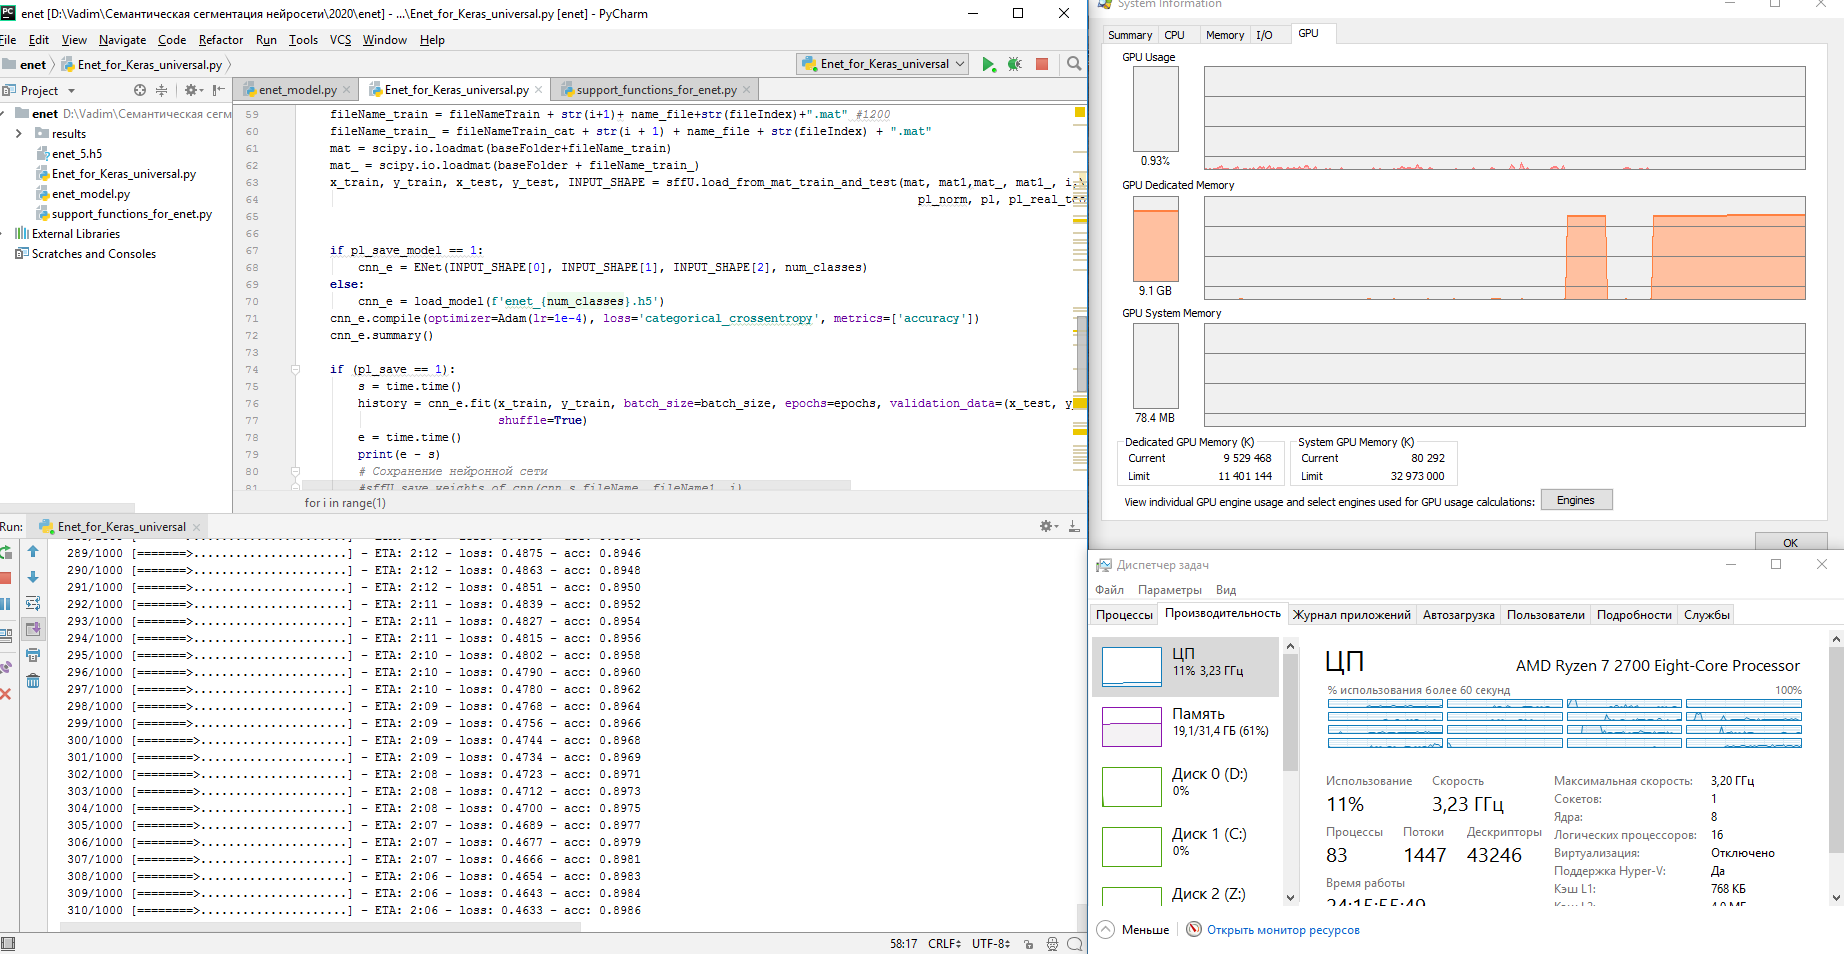 enet [D:\Vadim\Семантическая сегментация нейросети\2020\enet] - ...\Enet_for_Keras_universal.py [enet] - PyCharm
File Edit View Navigate Code Refactor Run Tools VCS Window Help
enet Enet_for_Keras_universal.py
Enet_for_Keras_universal
Project
enet_model.py Enet_for_Keras_universal.py support_functions_for_enet.py
enet D:\Vadim\Семантическая сегм
results
enet_5.h5
Enet_for_Keras_universal.py
enet_model.py
support_functions_for_enet.py
External Libraries
Scratches and Consoles
59 fileName_train = fileNameTrain + str(i+1)+ name_file+str(fileIndex)+".mat" #1200
60 fileName_train_ = fileNameTrain_cat + str(i + 1) + name_file + str(fileIndex) + ".mat"
61 mat = scipy.io.loadmat(baseFolder+fileName_train)
62 mat_ = scipy.io.loadmat(baseFolder + fileName_train_)
63 x_train, y_train, x_test, y_test, INPUT_SHAPE = sffU.load_from_mat_train_and_test(mat, mat1,mat_, mat1_, i,\
64 pl_norm, pl, pl_real_t
65
66
67 if pl_save_model == 1:
68 cnn_e = ENet(INPUT_SHAPE[0], INPUT_SHAPE[1], INPUT_SHAPE[2], num_classes)
69 else:
70 cnn_e = load_model(f'enet_{num_classes}.h5')
71 cnn_e.compile(optimizer=Adam(lr=1e-4), loss='categorical_crossentropy', metrics=['accuracy'])
72 cnn_e.summary()
73
74 if (pl_save == 1):
75 s = time.time()
76 history = cnn_e.fit(x_train, y_train, batch_size=batch_size, epochs=epochs, validation_data=(x_test, y_
77 shuffle=True)
78 e = time.time()
79 print(e - s)
80 # Сохранение нейронной сети
81 #sffU.save_weights_of_cnn(cnn_s,fileName, fileName1, i)
for i in range(1)
Run: Enet_for_Keras_universal
289/1000 [=======>......................] - ETA: 2:12 - loss: 0.4875 - acc: 0.8946
290/1000 [=======>......................] - ETA: 2:12 - loss: 0.4863 - acc: 0.8948
291/1000 [=======>......................] - ETA: 2:12 - loss: 0.4851 - acc: 0.8950
292/1000 [=======>......................] - ETA: 2:11 - loss: 0.4839 - acc: 0.8952
293/1000 [=======>......................] - ETA: 2:11 - loss: 0.4827 - acc: 0.8954
294/1000 [=======>......................] - ETA: 2:11 - loss: 0.4815 - acc: 0.8956
295/1000 [=======>......................] - ETA: 2:10 - loss: 0.4802 - acc: 0.8958
296/1000 [=======>......................] - ETA: 2:10 - loss: 0.4790 - acc: 0.8960
297/1000 [=======>......................] - ETA: 2:10 - loss: 0.4780 - acc: 0.8962
298/1000 [=======>......................] - ETA: 2:09 - loss: 0.4768 - acc: 0.8964
299/1000 [=======>......................] - ETA: 2:09 - loss: 0.4756 - acc: 0.8966
300/1000 [========>.....................] - ETA: 2:09 - loss: 0.4744 - acc: 0.8968
301/1000 [========>.....................] - ETA: 2:09 - loss: 0.4734 - acc: 0.8969
302/1000 [========>.....................] - ETA: 2:08 - loss: 0.4723 - acc: 0.8971
303/1000 [========>.....................] - ETA: 2:08 - loss: 0.4712 - acc: 0.8973
304/1000 [========>.....................] - ETA: 2:08 - loss: 0.4700 - acc: 0.8975
305/1000 [========>.....................] - ETA: 2:07 - loss: 0.4689 - acc: 0.8977
306/1000 [========>.....................] - ETA: 2:07 - loss: 0.4677 - acc: 0.8979
307/1000 [========>.....................] - ETA: 2:07 - loss: 0.4666 - acc: 0.8981
308/1000 [========>.....................] - ETA: 2:06 - loss: 0.4654 - acc: 0.8983
309/1000 [========>.....................] - ETA: 2:06 - loss: 0.4643 - acc: 0.8984
310/1000 [========>.....................] - ETA: 2:06 - loss: 0.4633 - acc: 0.8986
58:17 CRLF UTF-8
System Information
Summary CPU Memory I/O GPU
GPU Usage
0.93%
GPU Dedicated Memory
9.1 GB
GPU System Memory
78.4 MB
Dedicated GPU Memory (K) System GPU Memory (K)
Current 9 529 468 Current 80 292
Limit 11 401 144 Limit 32 973 000
View individual GPU engine usage and select engines used for GPU usage calculations: Engines
OK
Диспетчер задач
Файл Параметры Вид
Процессы Производительность Журнал приложений Автозагрузка Пользователи Подробности Службы
ЦП
11% 3,23 ГГц
Память
19,1/31,4 ГБ (61%)
Диск 0 (D:)
0%
Диск 1 (C:)
0%
Диск 2 (Z:)
ЦП AMD Ryzen 7 2700 Eight-Core Processor
% использования более 60 секунд 100%
Использование Скорость
11% 3,23 ГГц
Процессы Потоки Дескрипторы
83 1447 43246
Время работы
24:15:55:49
Максимальная скорость: 3,20 ГГц
Сокетов: 1
Ядра: 8
Логических процессоров: 16
Виртуализация: Отключено
Поддержка Hyper-V: Да
Кэш L1: 768 КБ
Кэш L2: 4,0 МБ
Меньше Открыть монитор ресурсов